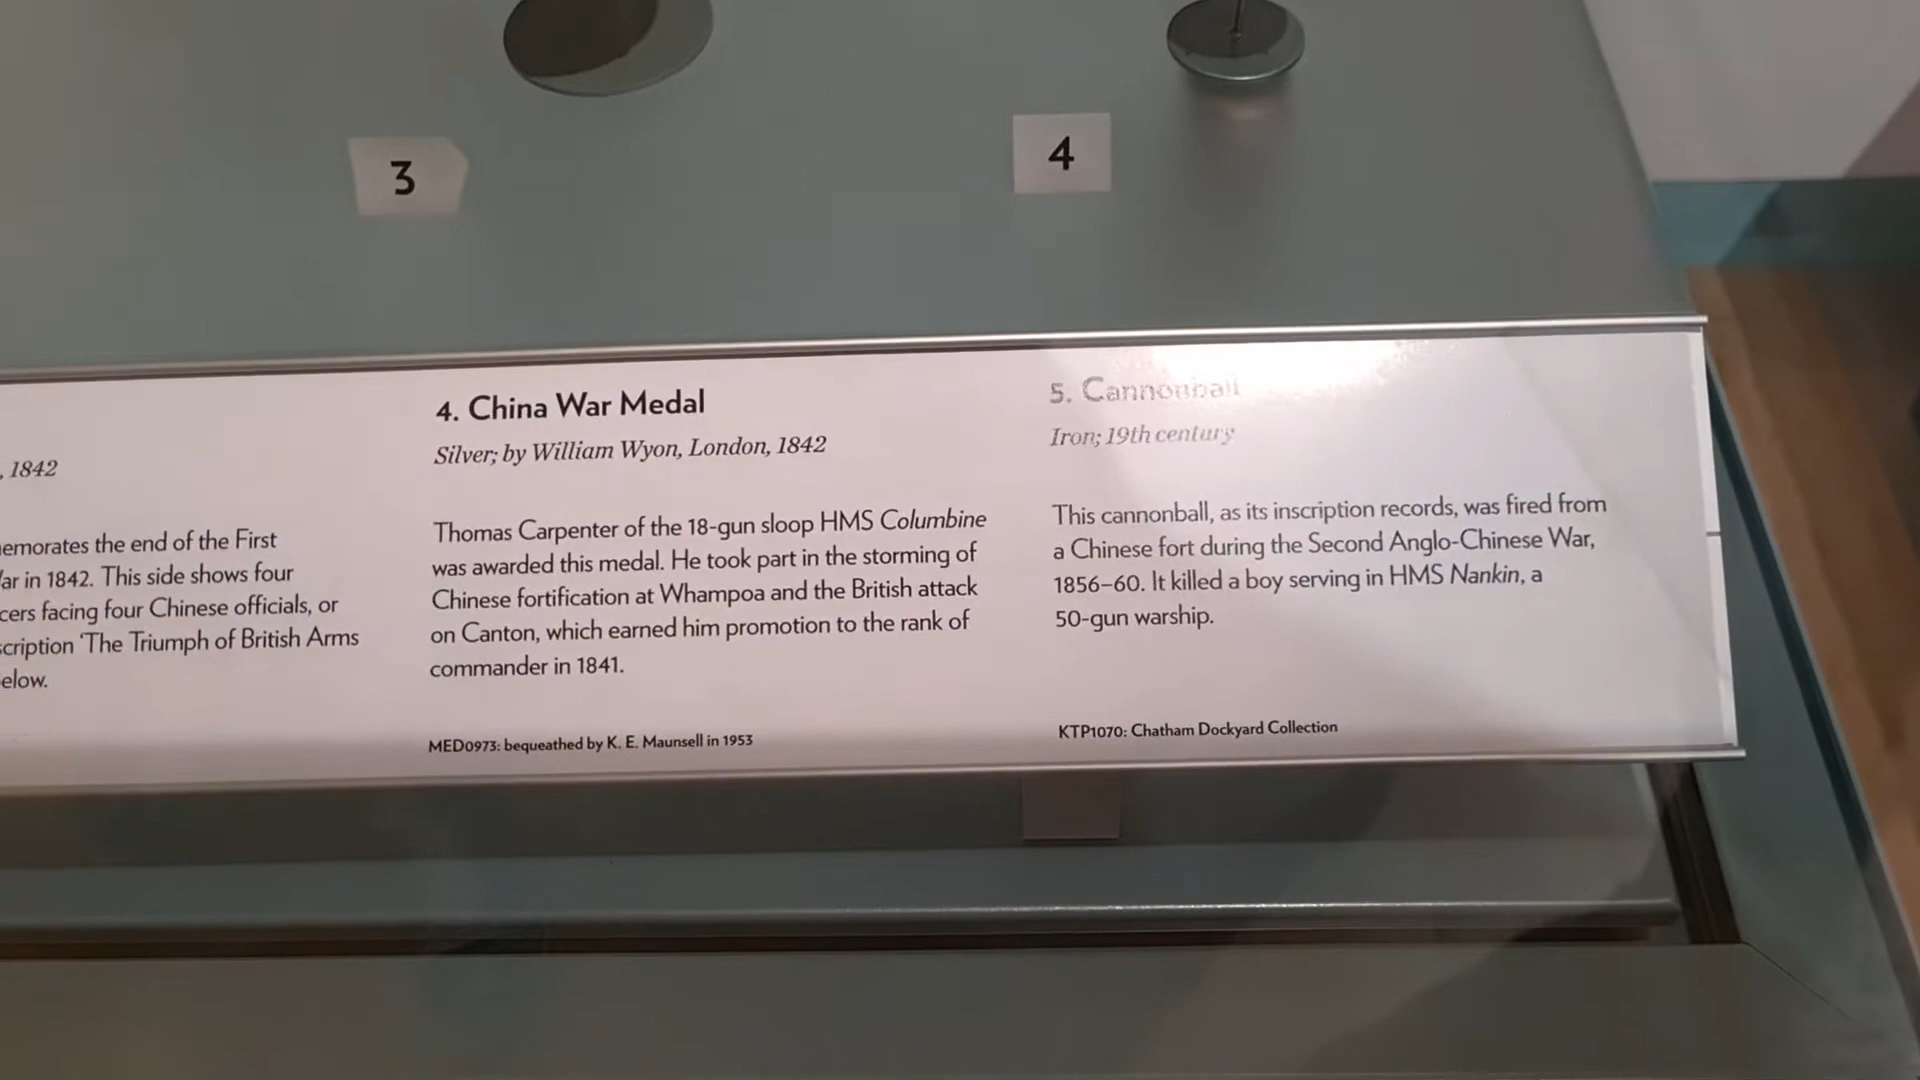 3
4
, 1842
emorates the end of the First
ar in 1842. This side shows four
cers facing four Chinese officials, or
cription ‘The Triumph of British Arms
elow.
4. China War Medal
Silver; by William Wyon, London, 1842
Thomas Carpenter of the 18-gun sloop HMS Columbine
was awarded this medal. He took part in the storming of
Chinese fortification at Whampoa and the British attack
on Canton, which earned him promotion to the rank of
commander in 1841.
MED0973: bequeathed by K. E. Maunsell in 1953
5. Cannonball
Iron; 19th century
This cannonball, as its inscription records, was fired from
a Chinese fort during the Second Anglo-Chinese War,
1856–60. It killed a boy serving in HMS Nankin, a
50-gun warship.
KTP1070: Chatham Dockyard Collection